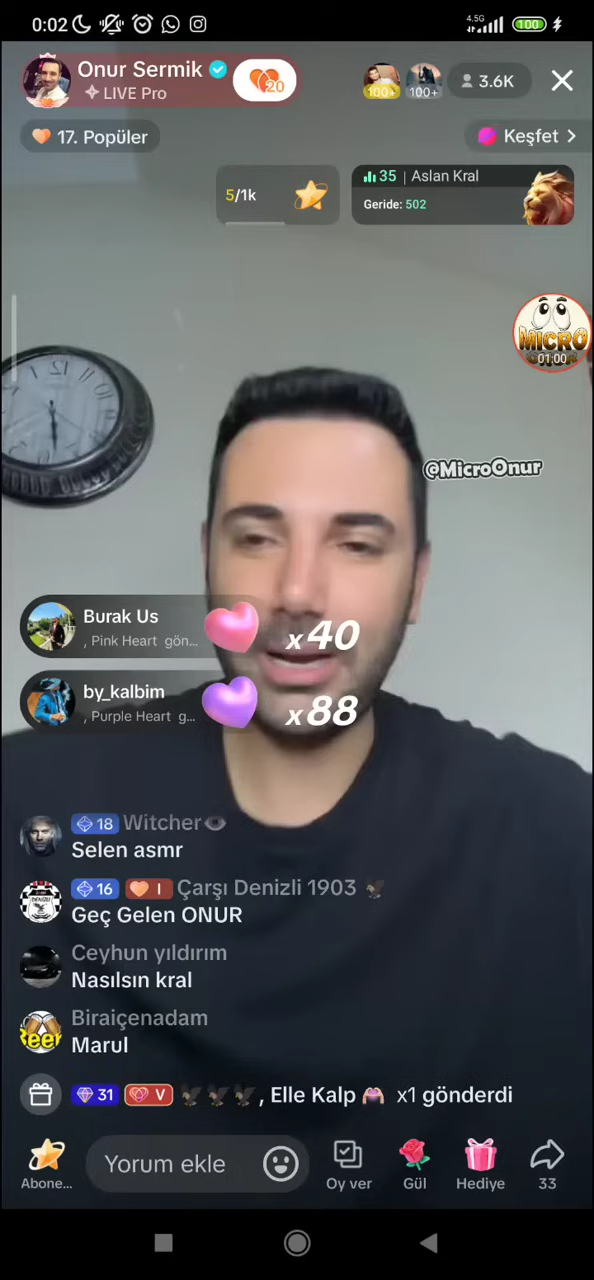 0:02
4.5G
100
Onur Sermik
LIVE Pro
20
100+
100+
3.6K
17. Popüler
Keşfet
5/1k
35 | Aslan Kral
Geride: 502
MICRO
01:00
@MicroOnur
Burak Us
, Pink Heart gön...
x40
by_kalbim
, Purple Heart g...
x88
18 Witcher
Selen asmr
16 I Çarşı Denizli 1903
Geç Gelen ONUR
Ceyhun yıldırım
Nasılsın kral
Biraiçenadam
Marul
31 V , Elle Kalp x1 gönderdi
Abone...
Yorum ekle
Oy ver
Gül
Hediye
33